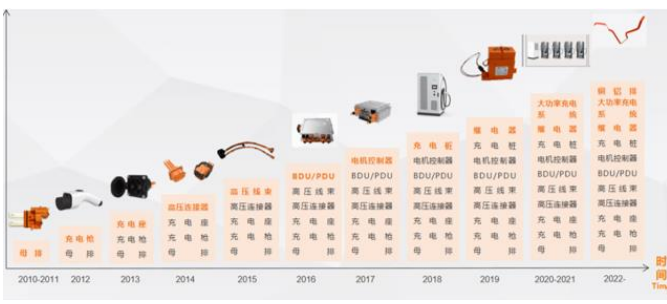 母排
充电枪
母排
充电座
充电枪
母排
高压连接器
充电座
充电枪
母排
高压线束
高压连接器
充电座
充电枪
母排
BDU/PDU
高压线束
高压连接器
充电座
充电枪
母排
电机控制器
BDU/PDU
高压线束
高压连接器
充电座
充电枪
母排
充电桩
电机控制器
BDU/PDU
高压线束
高压连接器
充电座
充电枪
母排
继电器
充电桩
电机控制器
BDU/PDU
高压线束
高压连接器
充电座
充电枪
母排
大功率充电
系统
继电器
充电桩
电机控制器
BDU/PDU
高压线束
高压连接器
充电座
充电枪
母排
铜铝排
大功率充电
系统
继电器
充电桩
电机控制器
BDU/PDU
高压线束
高压连接器
充电座
充电枪
母排
2010-2011
2012
2013
2014
2015
2016
2017
2018
2019
2020-2021
2022-
时
间
Time